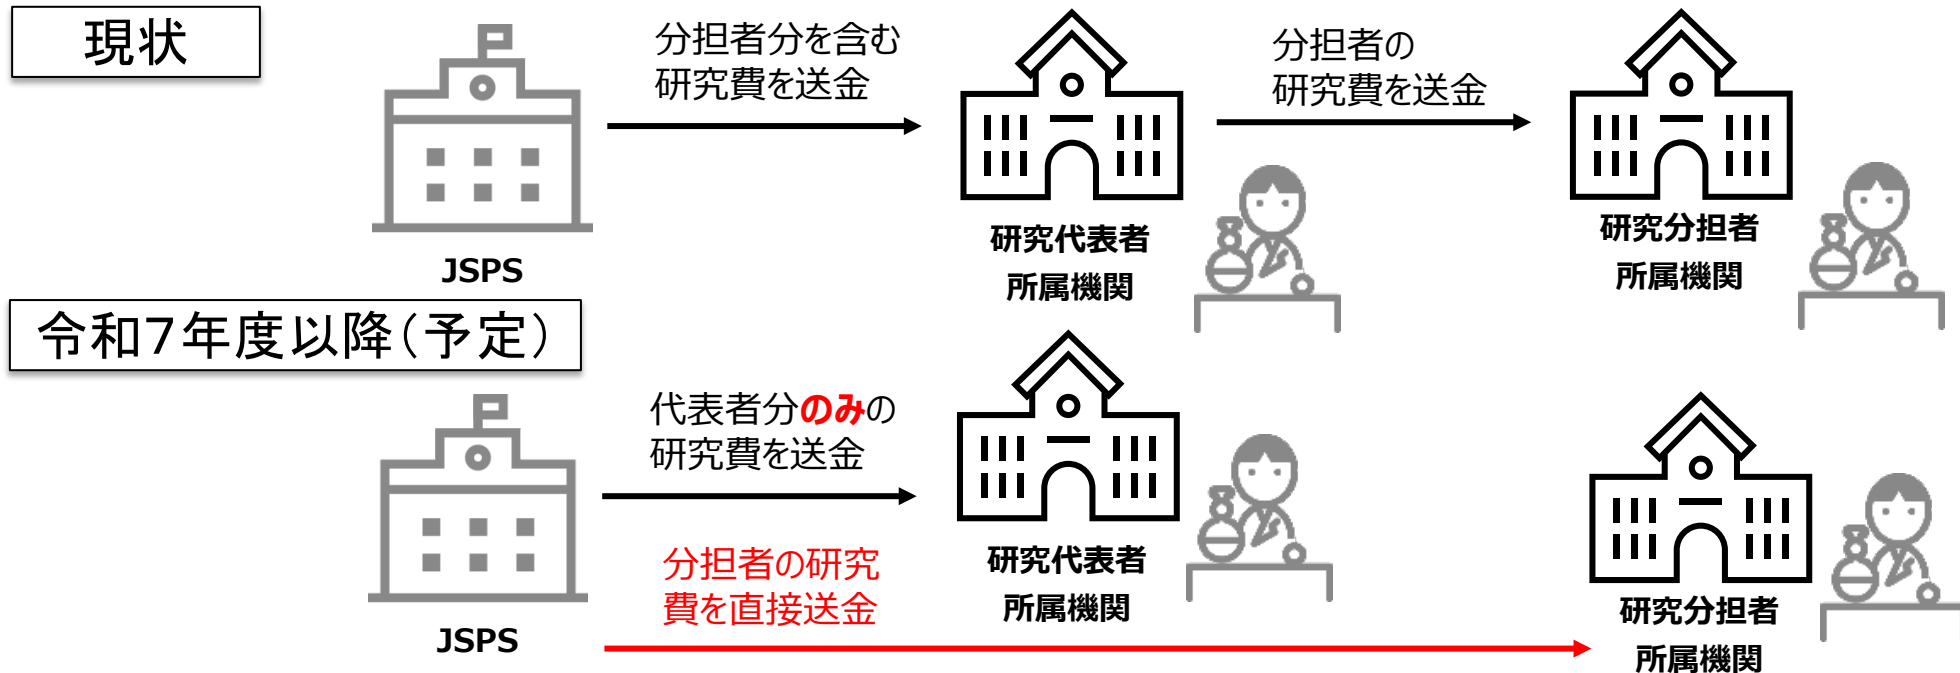 現状
分担者分を含む
研究費を送金
分担者の
研究費を送金
JSPS
研究代表者
所属機関
研究分担者
所属機関
令和7年度以降(予定)
代表者分のみの
研究費を送金
分担者の研究
費を直接送金
JSPS
研究代表者
所属機関
研究分担者
所属機関